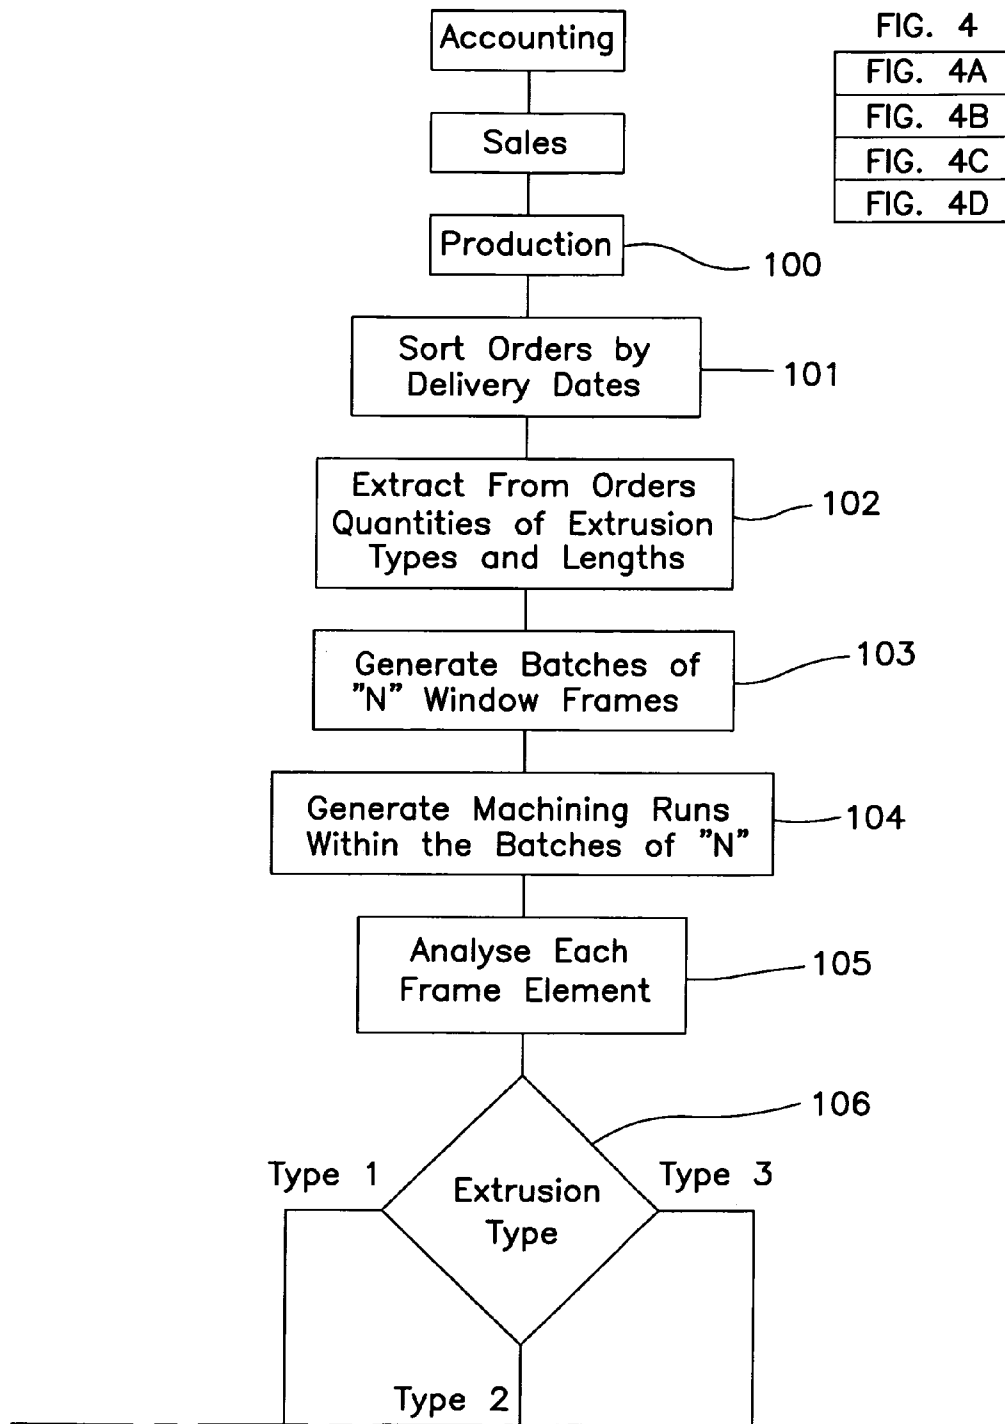 Accounting
FIG. 4
FIG. 4A
FIG. 4B
FIG. 4C
FIG. 4D
Sales
Production
100
Sort Orders by
Delivery Dates
101
Extract From Orders
Quantities of Extrusion
Types and Lengths
102
Generate Batches of
"N" Window Frames
103
Generate Machining Runs
Within the Batches of "N"
104
Analyse Each
Frame Element
105
106
Type 1
Extrusion
Type
Type 3
Type 2